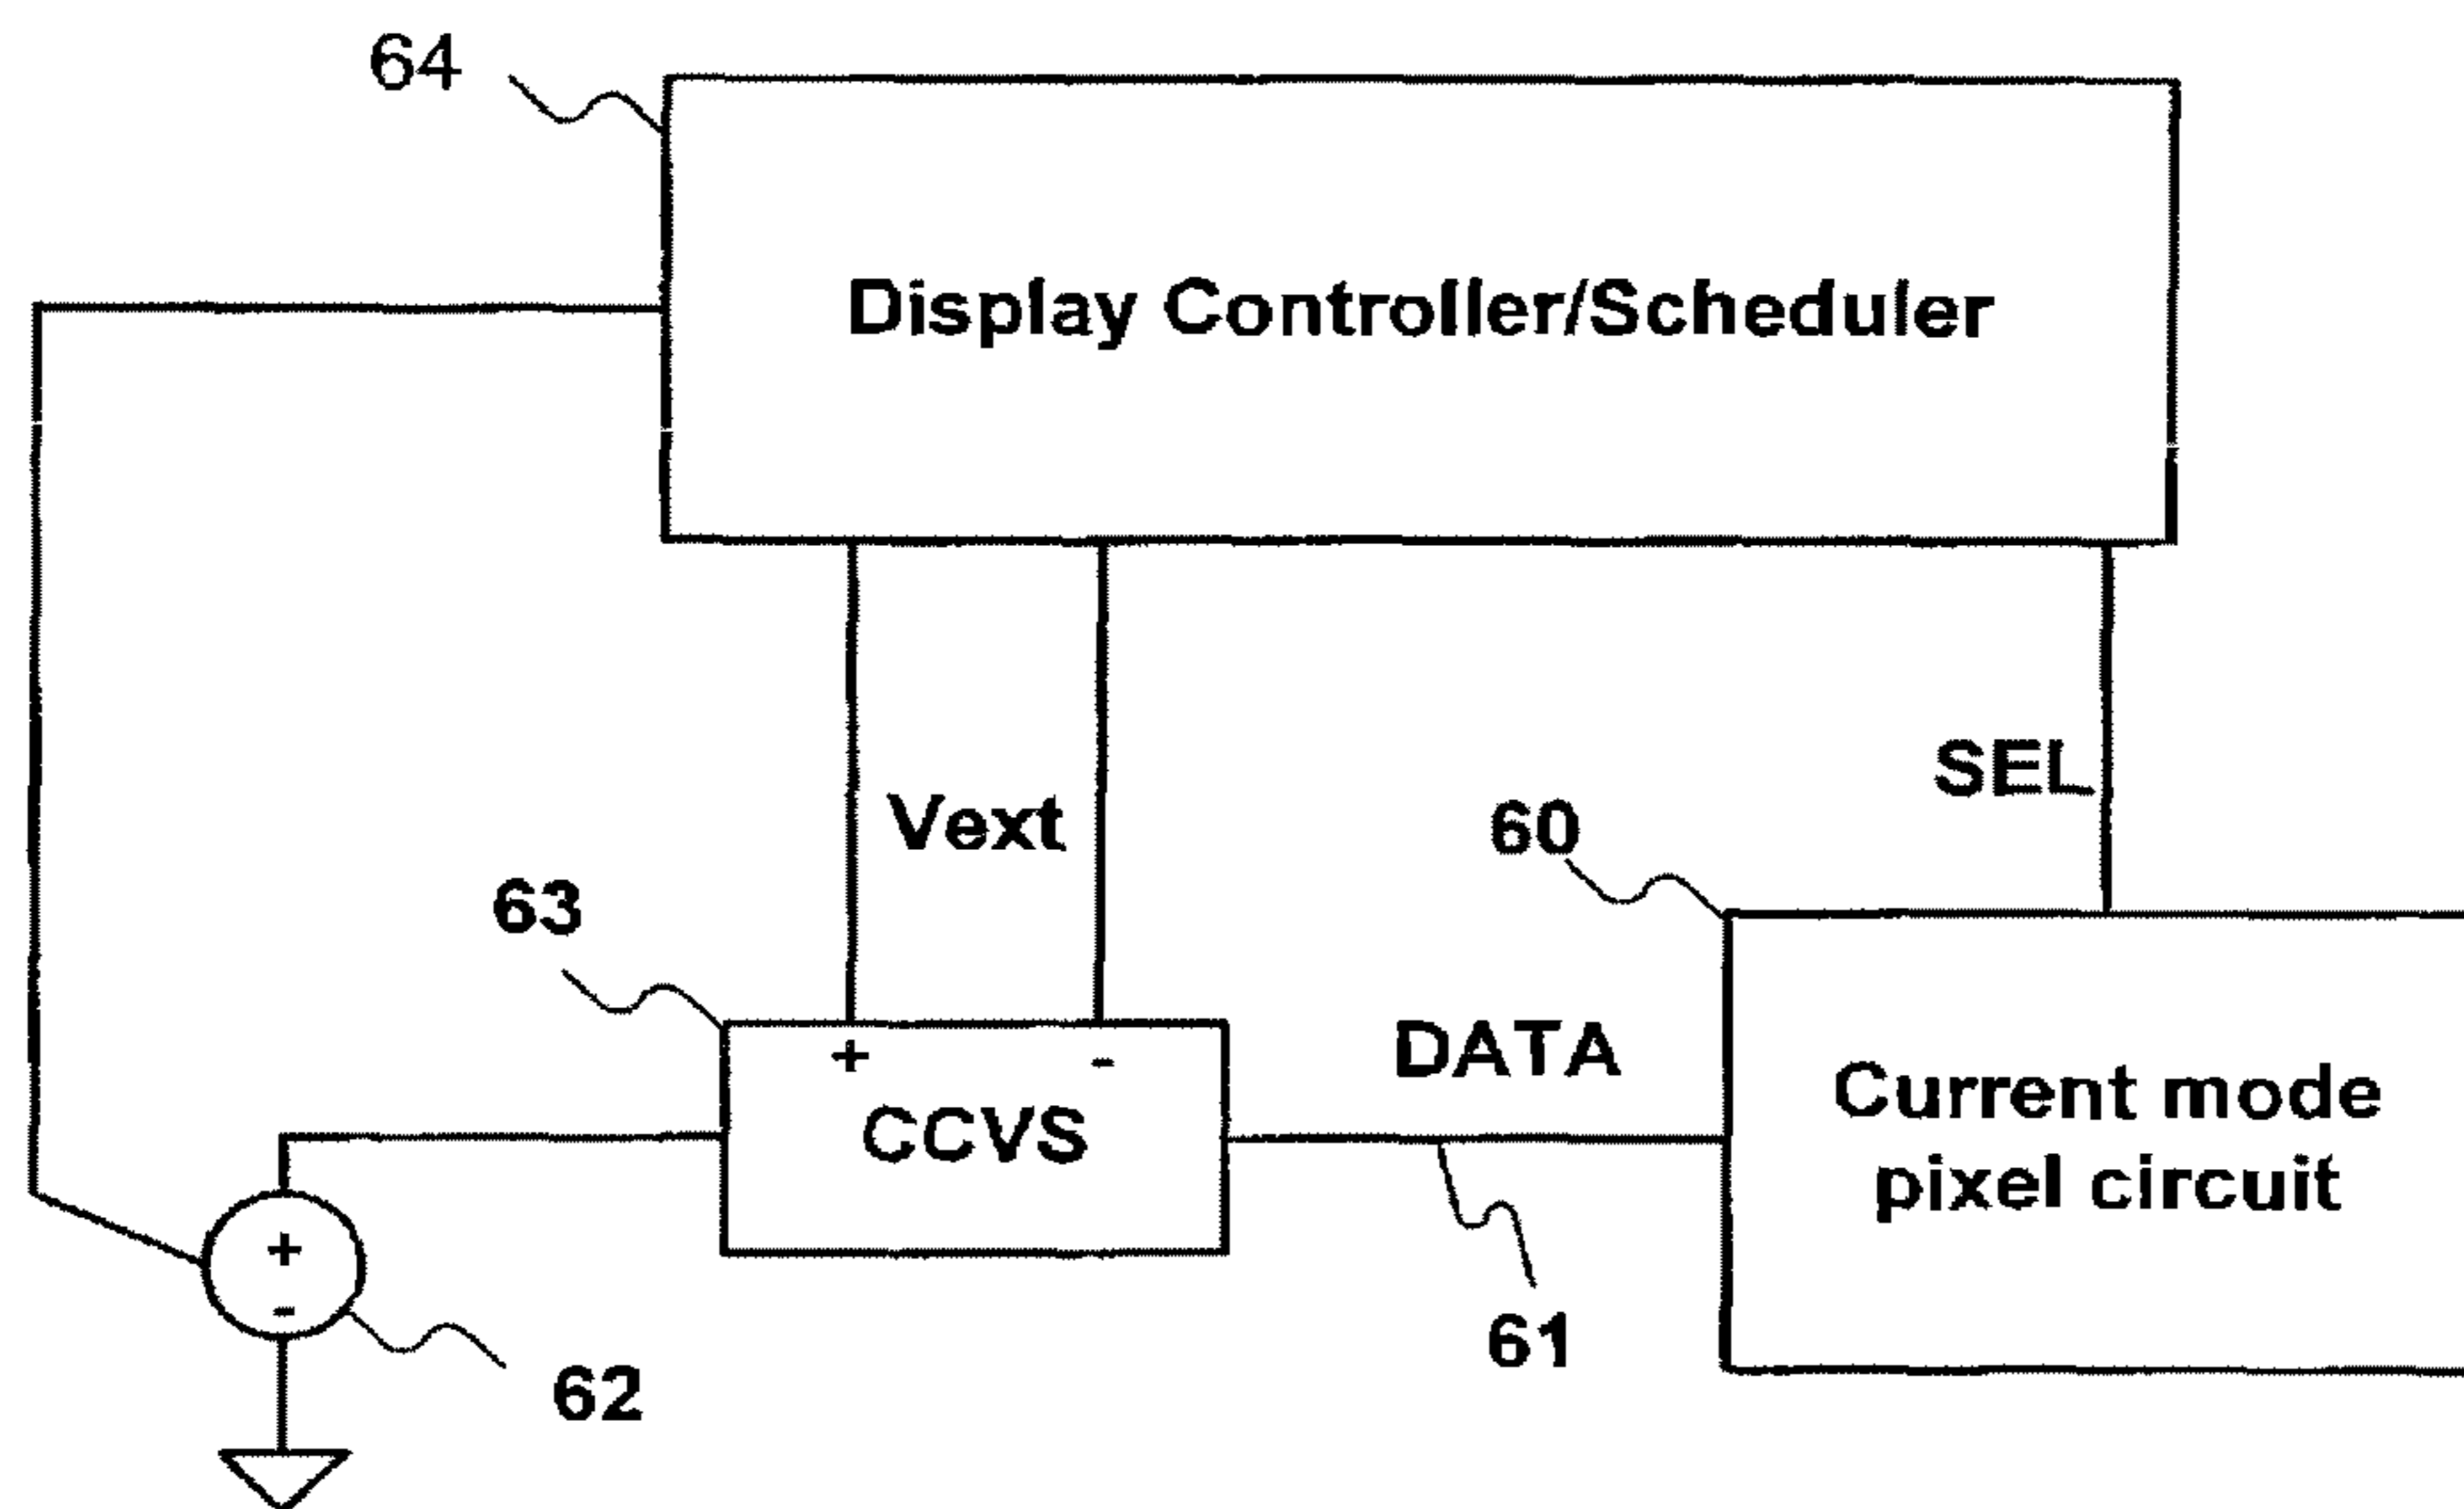 64
Display Controller/Scheduler
SEL
Vext
60
63
DATA
+ -
CCVS
Current mode
pixel circuit
+
-
61
62